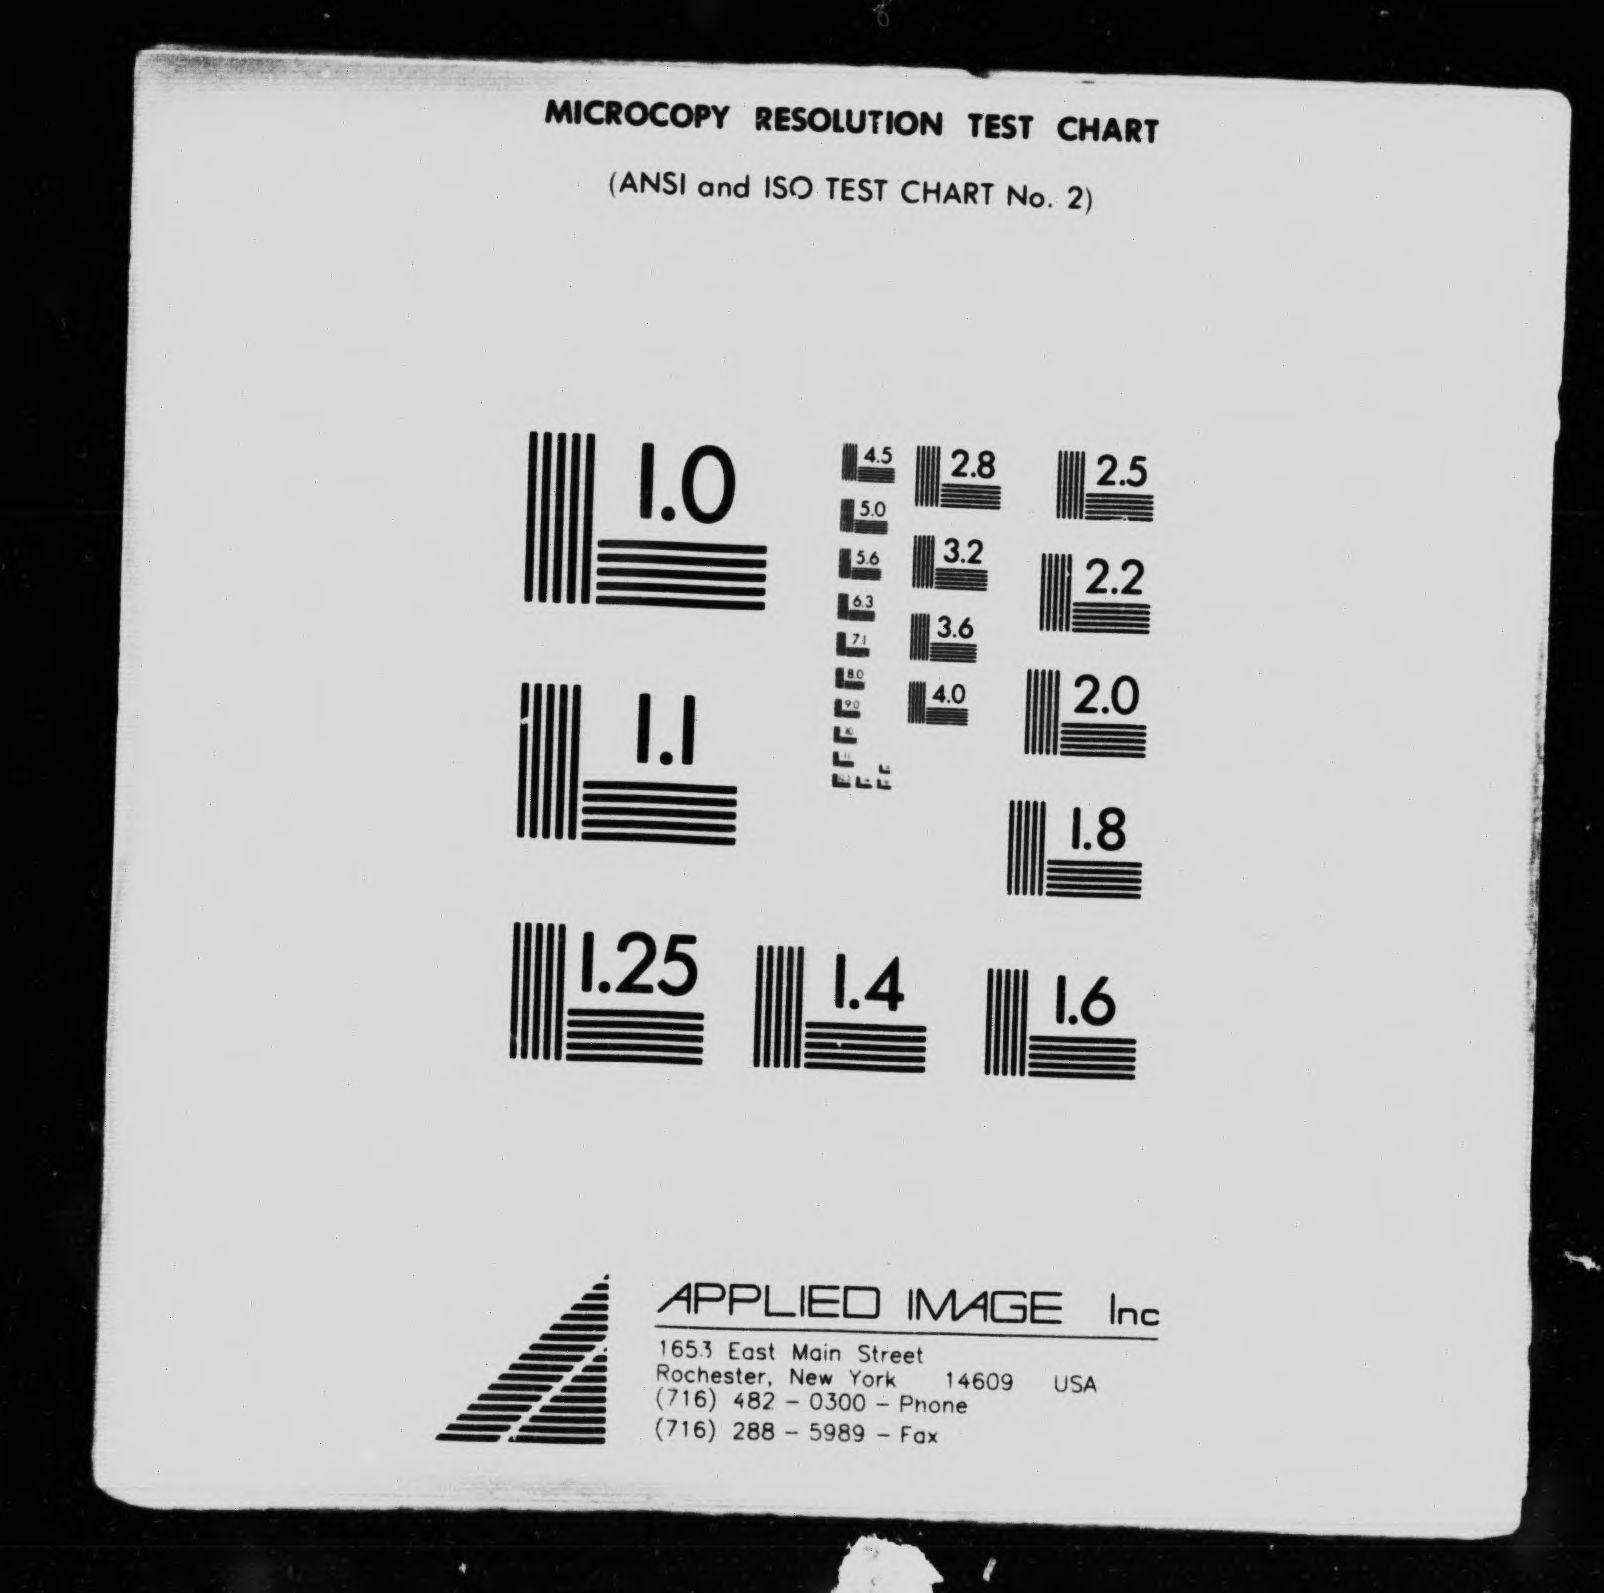 MICROCOPY RESOLUTION TEST CHART
(ANSI and ISO TEST CHART No. 2)
1.0
1.1
1.25
1.4
1.6
1.8
2.0
2.2
2.5
2.8
3.2
3.6
4.0
4.5
5.0
5.6
6.3
7.1
8.0
9.0
APPLIED IMAGE Inc
1653 East Main Street
Rochester, New York 14609 USA
(716) 482 - 0300 - Phone
(716) 288 - 5989 - Fax